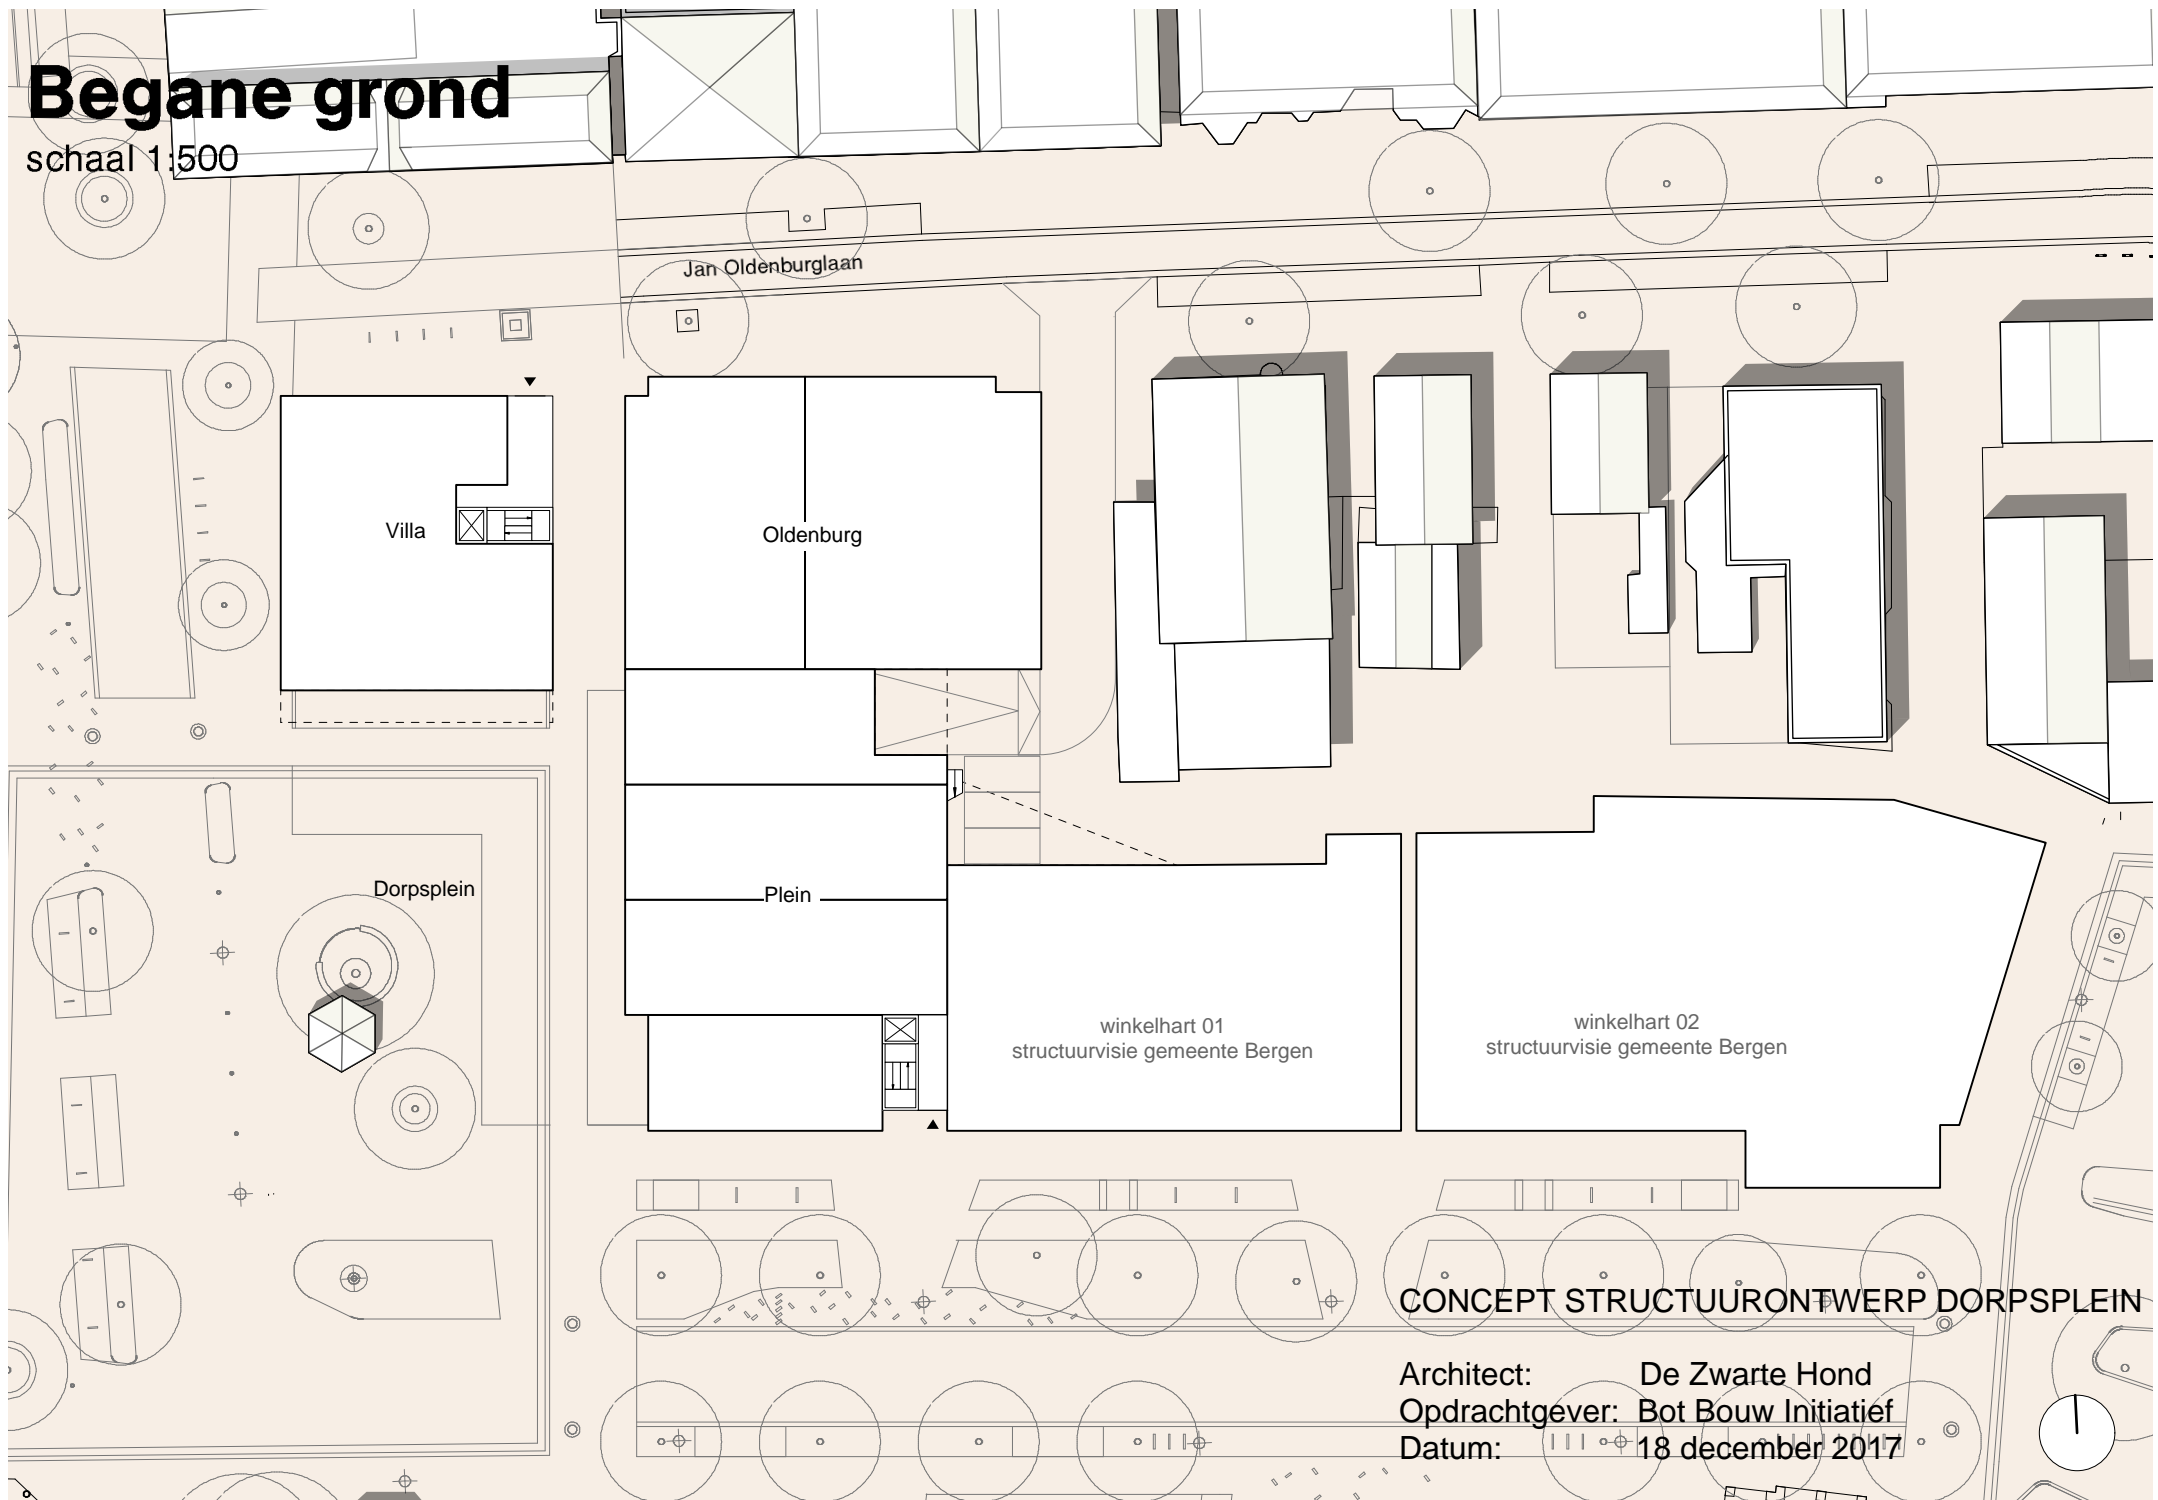 Begane grond
schaal 1:500
Jan Oldenburglaan
Villa
Oldenburg
Dorpsplein
Plein
winkelhart 01
structuurvisie gemeente Bergen
winkelhart 02
structuurvisie gemeente Bergen
CONCEPT STRUCTUURONTWERP DORPSPLEIN
Architect: De Zwarte Hond
Opdrachtgever: Bot Bouw Initiatief
Datum: 18 december 2017